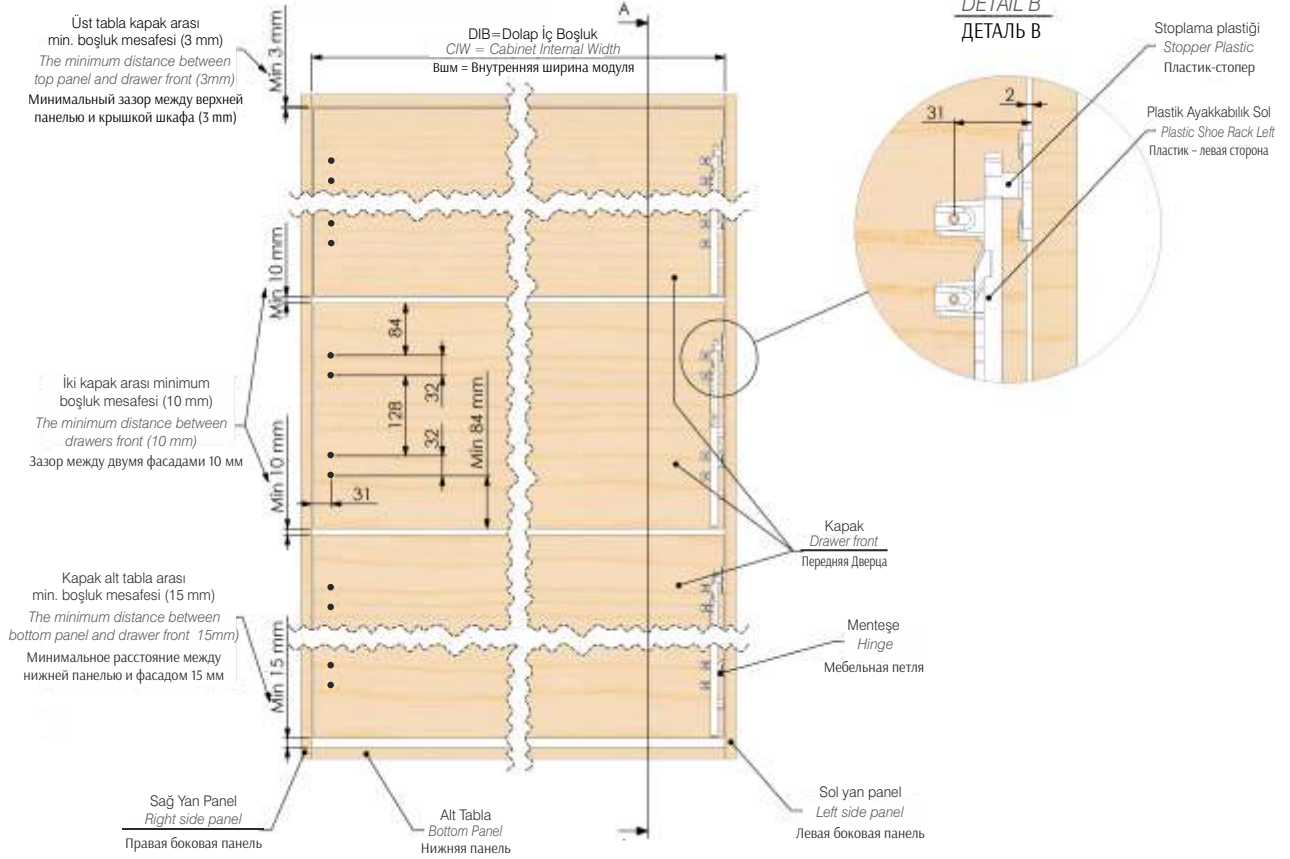 Üst tabla kapak arası
min. boşluk mesafesi (3 mm)
The minimum distance between
top panel and drawer front (3mm)
Минимальный зазор между верхней
панелью и крышкой шкафа (3 mm)
Min 3 mm
DIB=Dolap İç Boşluk
CIW = Cabinet Internal Width
Вшм = Внутренняя ширина модуля
A
DETAIL B
ДЕТАЛЬ B
Stoplama plastiği
Stopper Plastic
Пластик-стопер
Plastik Ayakkabılık Sol
Plastic Shoe Rack Left
Пластик – левая сторона
31
2
Min 10 mm
84
32
128
32
Min 84 mm
31
İki kapak arası minimum
boşluk mesafesi (10 mm)
The minimum distance between
drawers front (10 mm)
Зазор между двумя фасадами 10 мм
Min 10 mm
Kapak
Drawer front
Передняя Дверца
Kapak alt tabla arası
min. boşluk mesafesi (15 mm)
The minimum distance between
bottom panel and drawer front 15mm)
Минимальное расстояние между
нижней панелью и фасадом 15 мм
Min 15 mm
Menteşe
Hinge
Мебельная петля
Sağ Yan Panel
Right side panel
Правая боковая панель
Alt Tabla
Bottom Panel
Нижняя панель
Sol yan panel
Left side panel
Левая боковая панель